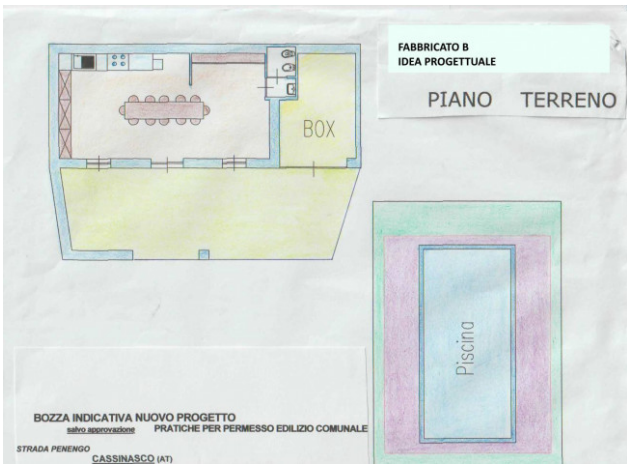 FABBRICATO B
IDEA PROGETTUALE
PIANO TERRENO
BOX
Piscina
BOZZA INDICATIVA NUOVO PROGETTO
salvo approvazione PRATICHE PER PERMESSO EDILIZIO COMUNALE
STRADA PENENGO
CASSINASCO (AT)